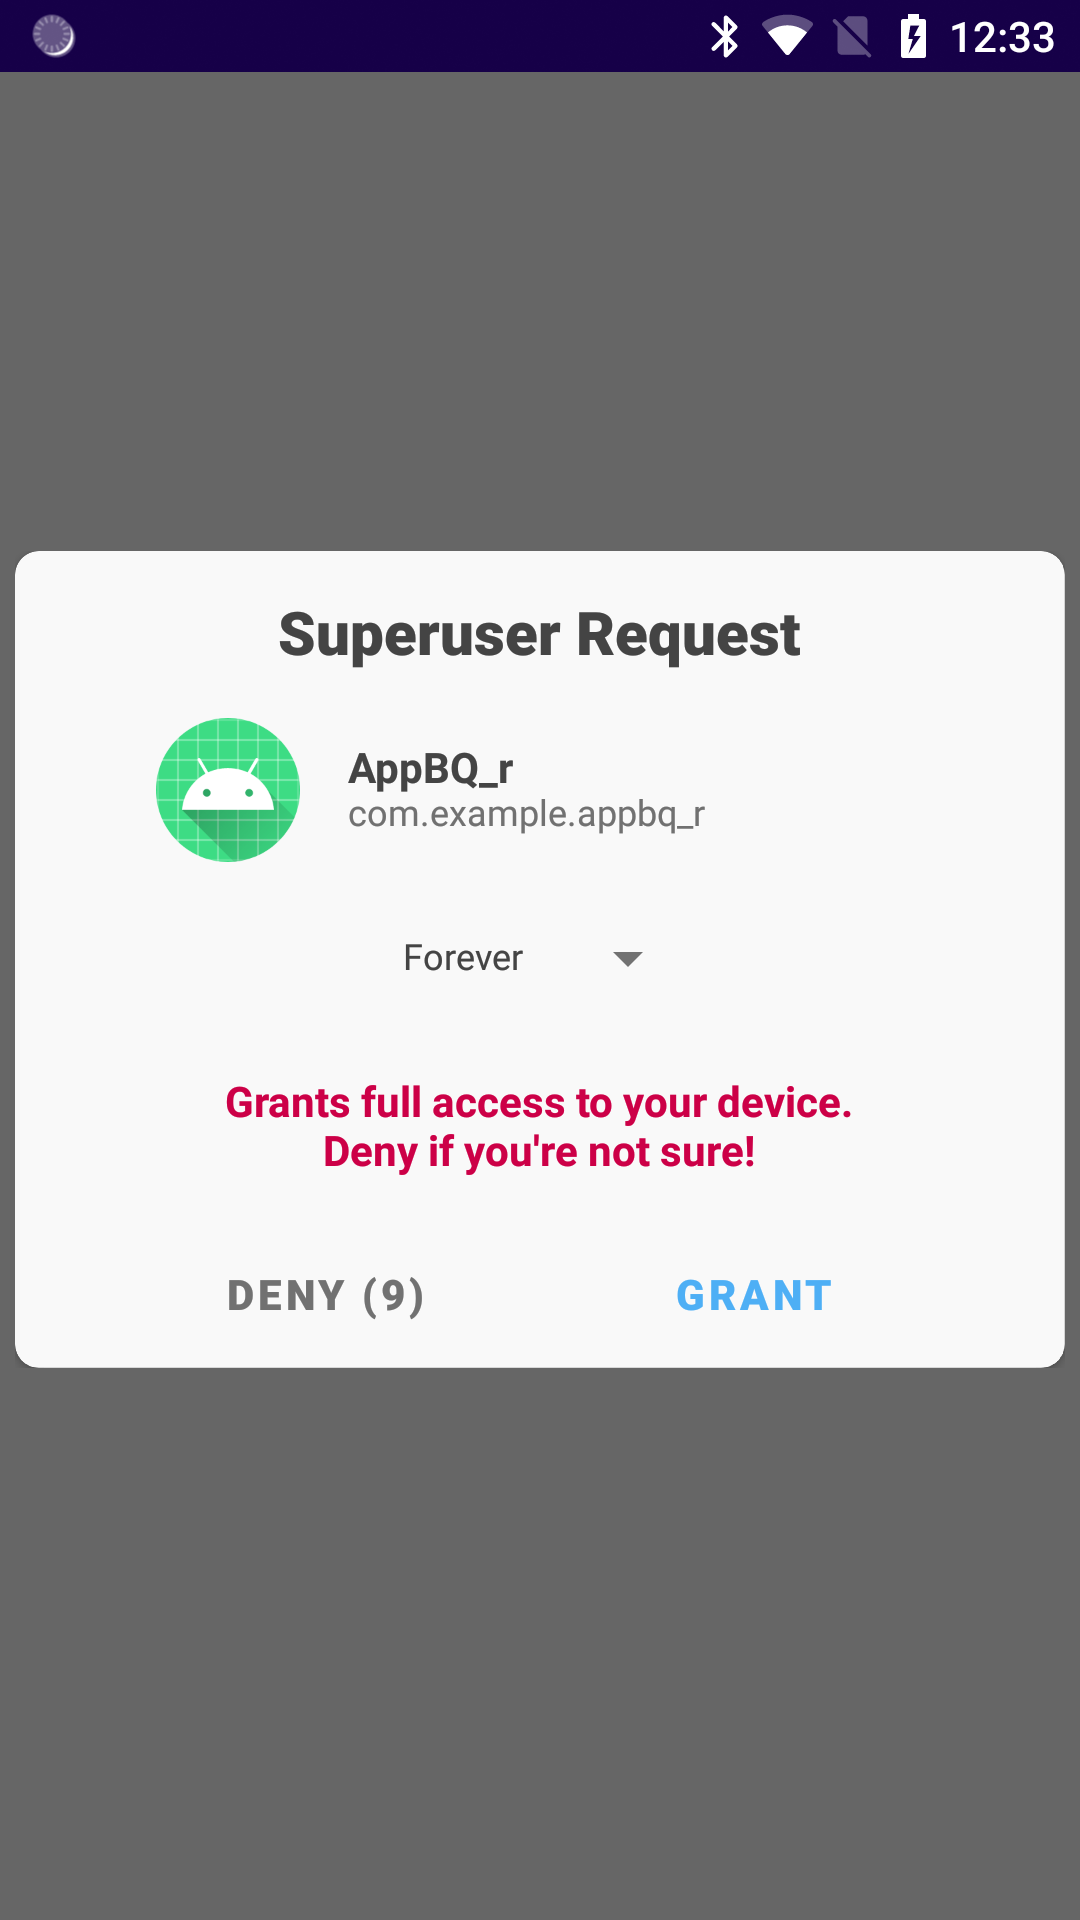 12:33
Superuser Request
AppBQ_r
com.example.appbq_r
Forever
Grants full access to your device.
Deny if you're not sure!
DENY (9)
GRANT